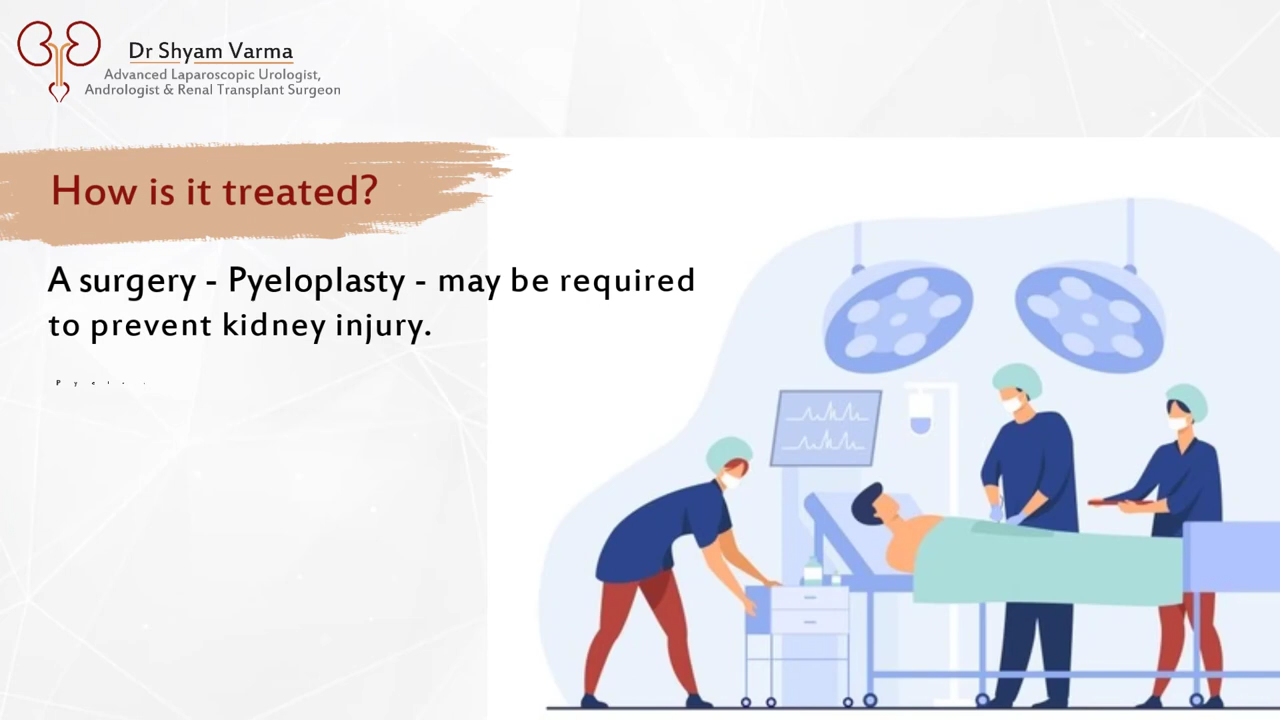 Dr Shyam Varma
Advanced Laparoscopic Urologist,
Andrologist & Renal Transplant Surgeon
How is it treated?
A surgery - Pyeloplasty - may be required
to prevent kidney injury.